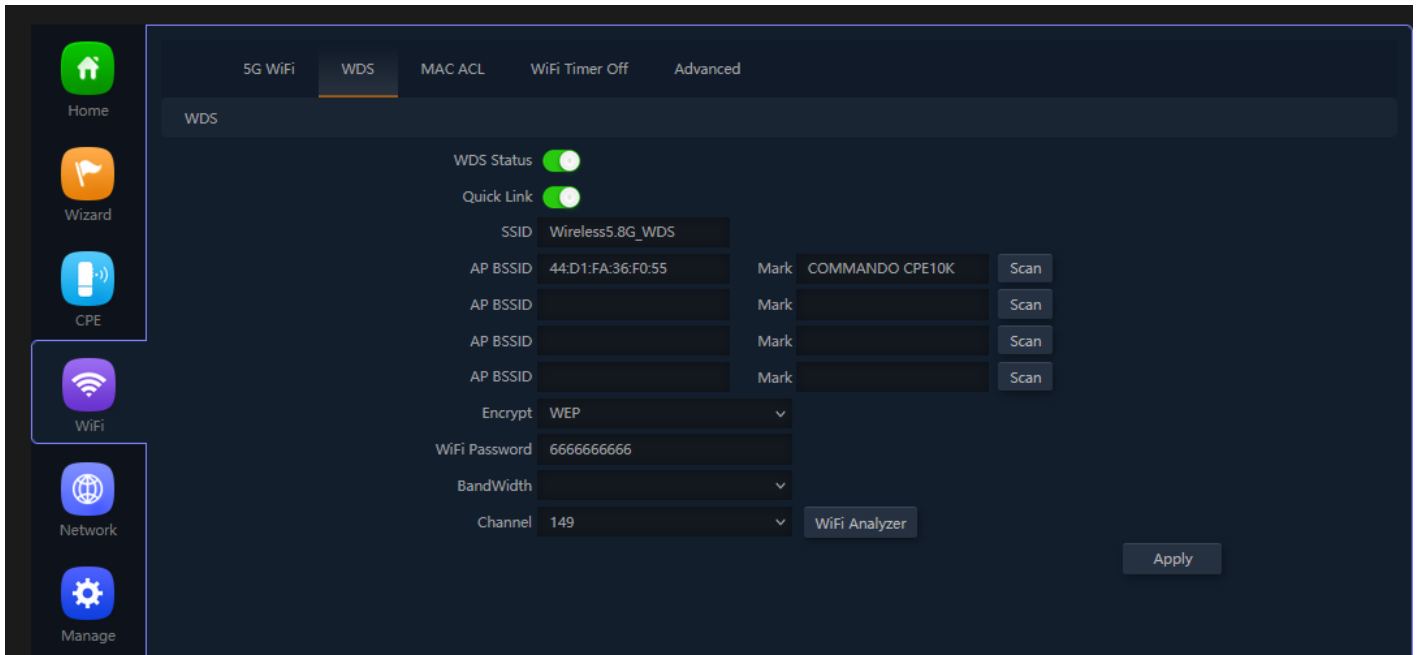 5G WiFi WDS MAC ACL WiFi Timer Off Advanced
Home
WDS
WDS Status
Wizard
Quick Link
SSID Wireless5.8G_WDS
AP BSSID 44:D1:FA:36:F0:55 Mark COMMANDO CPE10K Scan
AP BSSID Mark Scan
CPE
AP BSSID Mark Scan
AP BSSID Mark Scan
Encrypt WEP
WiFi
WiFi Password 6666666666
BandWidth
Channel 149 WiFi Analyzer
Network
Apply
Manage